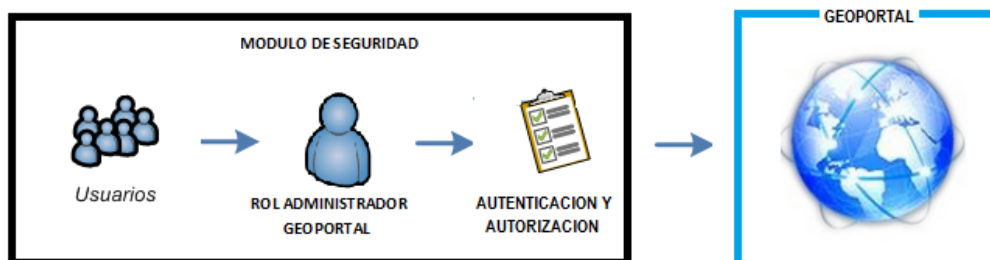 GEOPORTAL
MODULO DE SEGURIDAD
Usuarios
ROL ADMINISTRADOR
GEOPORTAL
AUTENTICACION Y
AUTORIZACION